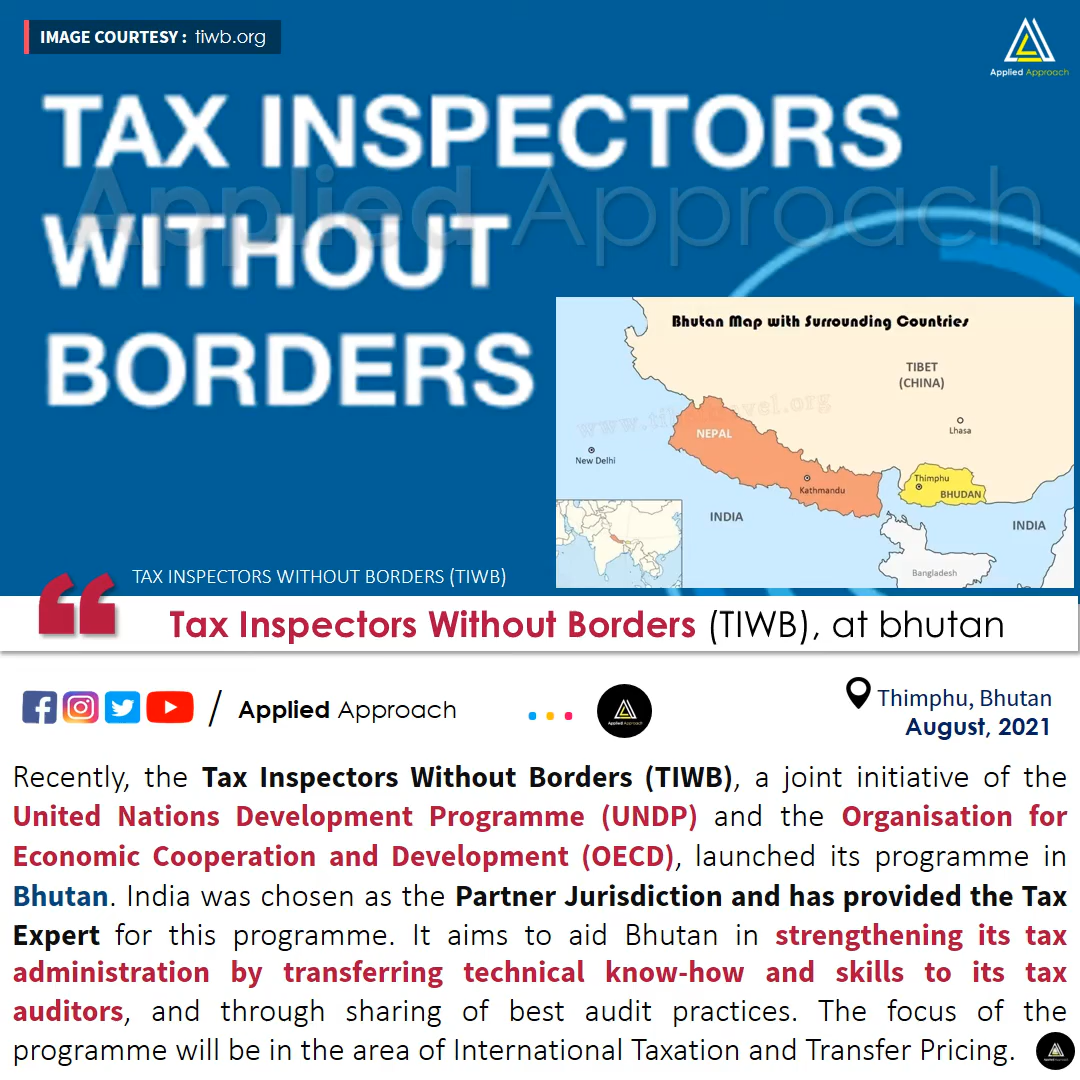 IMAGE COURTESY : tiwb.org
Applied Approach
TAX INSPECTORS
WITHOUT
BORDERS
Applied Approach
Bhutan Map with Surrounding Countries
TIBET
(CHINA)
Lhasa
NEPAL
New Delhi
Kathmandu
Thimphu
BHUDAN
INDIA
INDIA
Bangladesh
TAX INSPECTORS WITHOUT BORDERS (TIWB)
Tax Inspectors Without Borders (TIWB), at bhutan
/ Applied Approach
Applied Approach
Thimphu, Bhutan
August, 2021
Recently, the Tax Inspectors Without Borders (TIWB), a joint initiative of the
United Nations Development Programme (UNDP) and the Organisation for
Economic Cooperation and Development (OECD), launched its programme in
Bhutan. India was chosen as the Partner Jurisdiction and has provided the Tax
Expert for this programme. It aims to aid Bhutan in strengthening its tax
administration by transferring technical know-how and skills to its tax
auditors, and through sharing of best audit practices. The focus of the
programme will be in the area of International Taxation and Transfer Pricing.